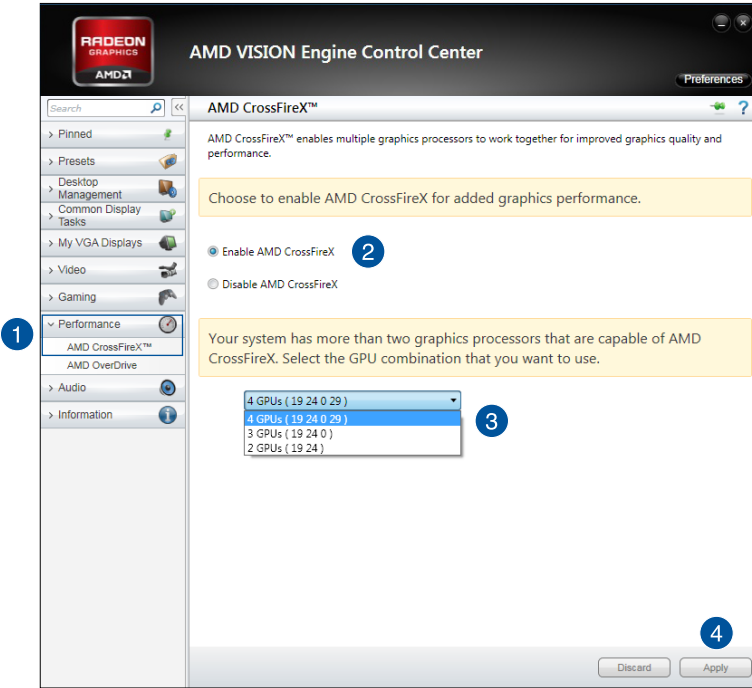 RADEON
GRAPHICS
AMD
AMD VISION Engine Control Center
Preferences
Search
<<
AMD CrossFireX™
?
> Pinned
> Presets
> Desktop
Management
> Common Display
Tasks
> My VGA Displays
> Video
> Gaming
1
Performance
AMD CrossFireX™
AMD OverDrive
> Audio
> Information
AMD CrossFireX™ enables multiple graphics processors to work together for improved graphics quality and
performance.
Choose to enable AMD CrossFireX for added graphics performance.
Enable AMD CrossFireX 2
Disable AMD CrossFireX
Your system has more than two graphics processors that are capable of AMD
CrossFireX. Select the GPU combination that you want to use.
4 GPUs ( 19 24 0 29 )
4 GPUs ( 19 24 0 29 )
3
3 GPUs ( 19 24 0 )
2 GPUs ( 19 24 )
4
Discard Apply